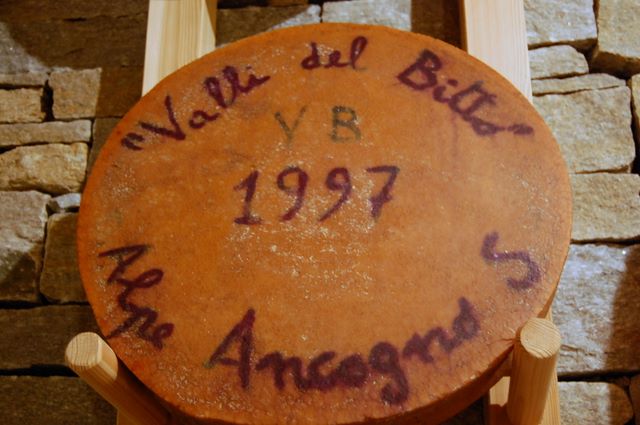 "Valli del Bitto"
VB
1997
Alpe Ancogno S